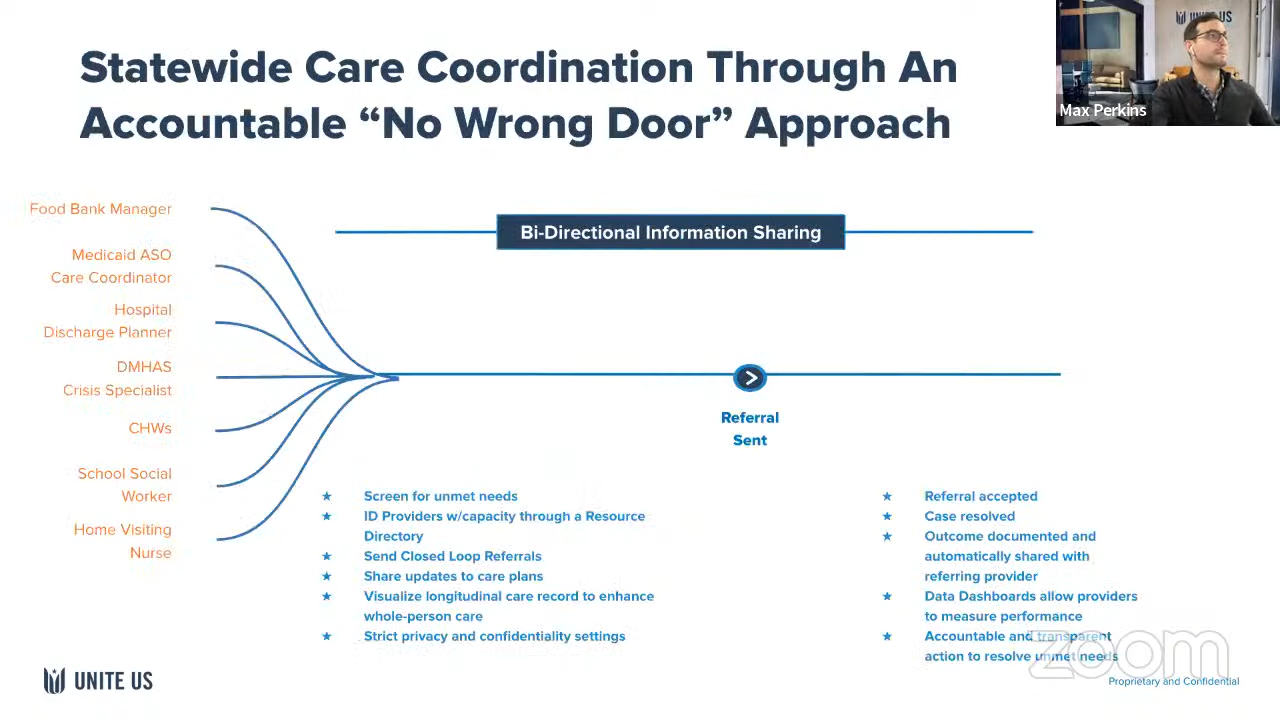 Statewide Care Coordination Through An
Accountable “No Wrong Door” Approach
UNITE US
Max Perkins
Food Bank Manager
Medicaid ASO
Care Coordinator
Hospital
Discharge Planner
DMHAS
Crisis Specialist
CHWs
School Social
Worker
Home Visiting
Nurse
Bi-Directional Information Sharing
Referral
Sent
★ Screen for unmet needs
★ ID Providers w/capacity through a Resource
Directory
★ Send Closed Loop Referrals
★ Share updates to care plans
★ Visualize longitudinal care record to enhance
whole-person care
★ Strict privacy and confidentiality settings
★ Referral accepted
★ Case resolved
★ Outcome documented and
automatically shared with
referring provider
★ Data Dashboards allow providers
to measure performance
★ Accountable and transparent
action to resolve unmet needs
zoom
UNITE US
Proprietary and Confidential